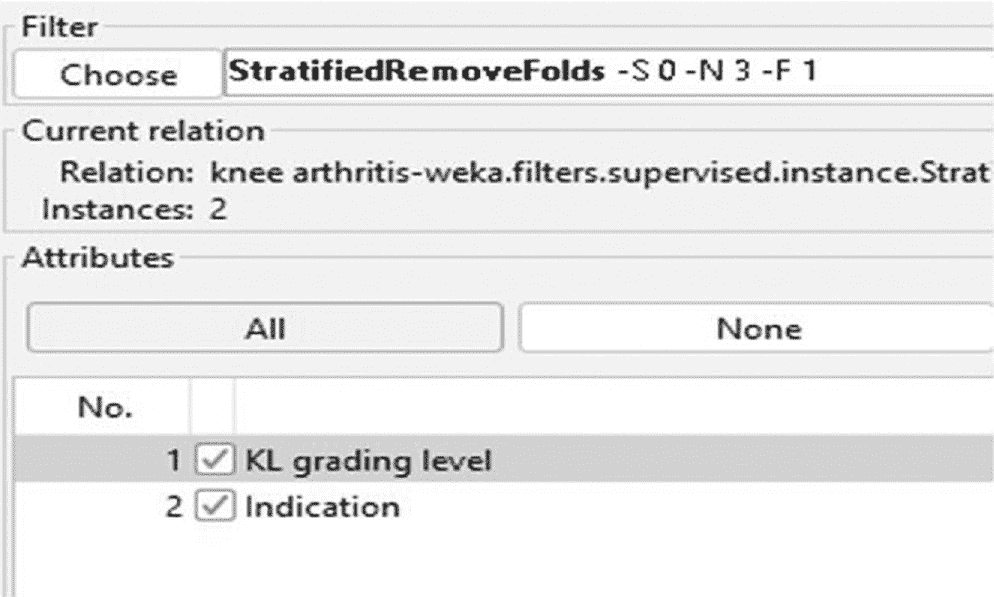 Filter
Choose StratifiedRemoveFolds -S 0 -N 3 -F 1
Current relation
Relation: knee arthritis-weka.filters.supervised.instance.Strat
Instances: 2
Attributes
All None
No.
1 KL grading level
2 Indication